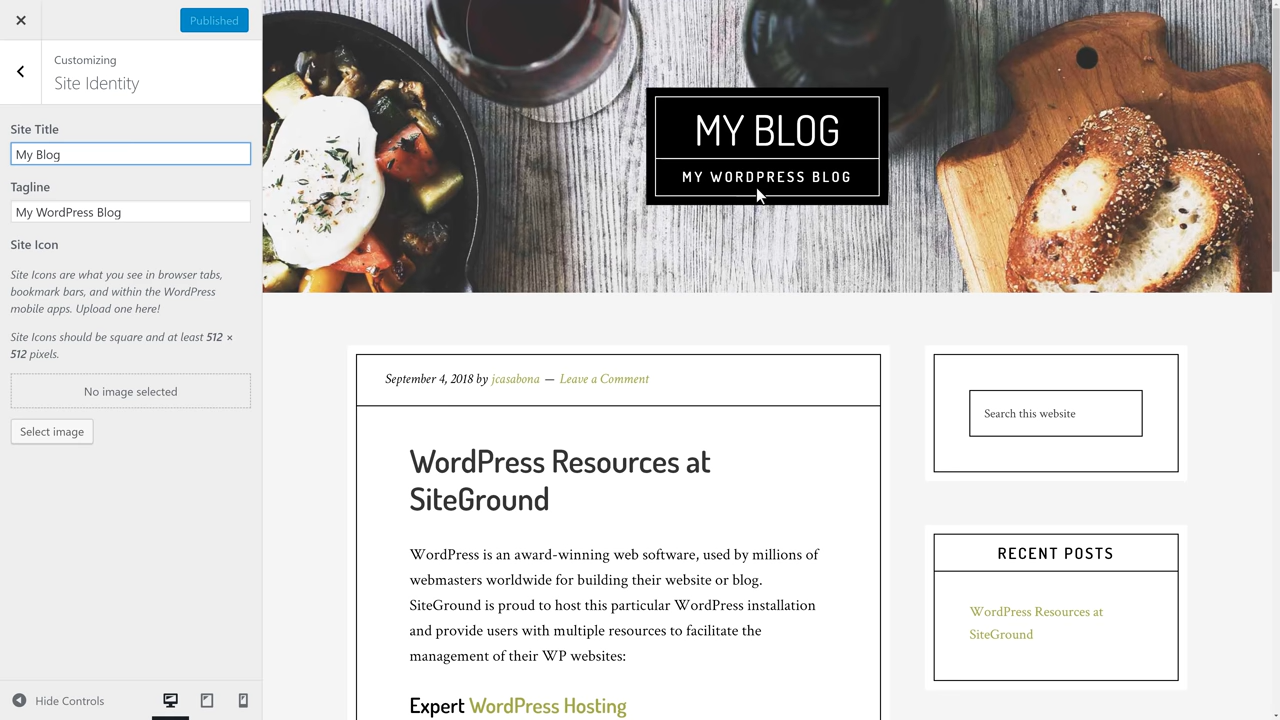 Published
Customizing
Site Identity
Site Title
My Blog
Tagline
My WordPress Blog
Site Icon
Site Icons are what you see in browser tabs,
bookmark bars, and within the WordPress
mobile apps. Upload one here!
Site Icons should be square and at least 512 ×
512 pixels.
No image selected
Select image
Hide Controls
MY BLOG
MY WORDPRESS BLOG
September 4, 2018 by jcasabona — Leave a Comment
WordPress Resources at
SiteGround
WordPress is an award-winning web software, used by millions of
webmasters worldwide for building their website or blog.
SiteGround is proud to host this particular WordPress installation
and provide users with multiple resources to facilitate the
management of their WP websites:
Expert WordPress Hosting
Search this website
RECENT POSTS
WordPress Resources at
SiteGround